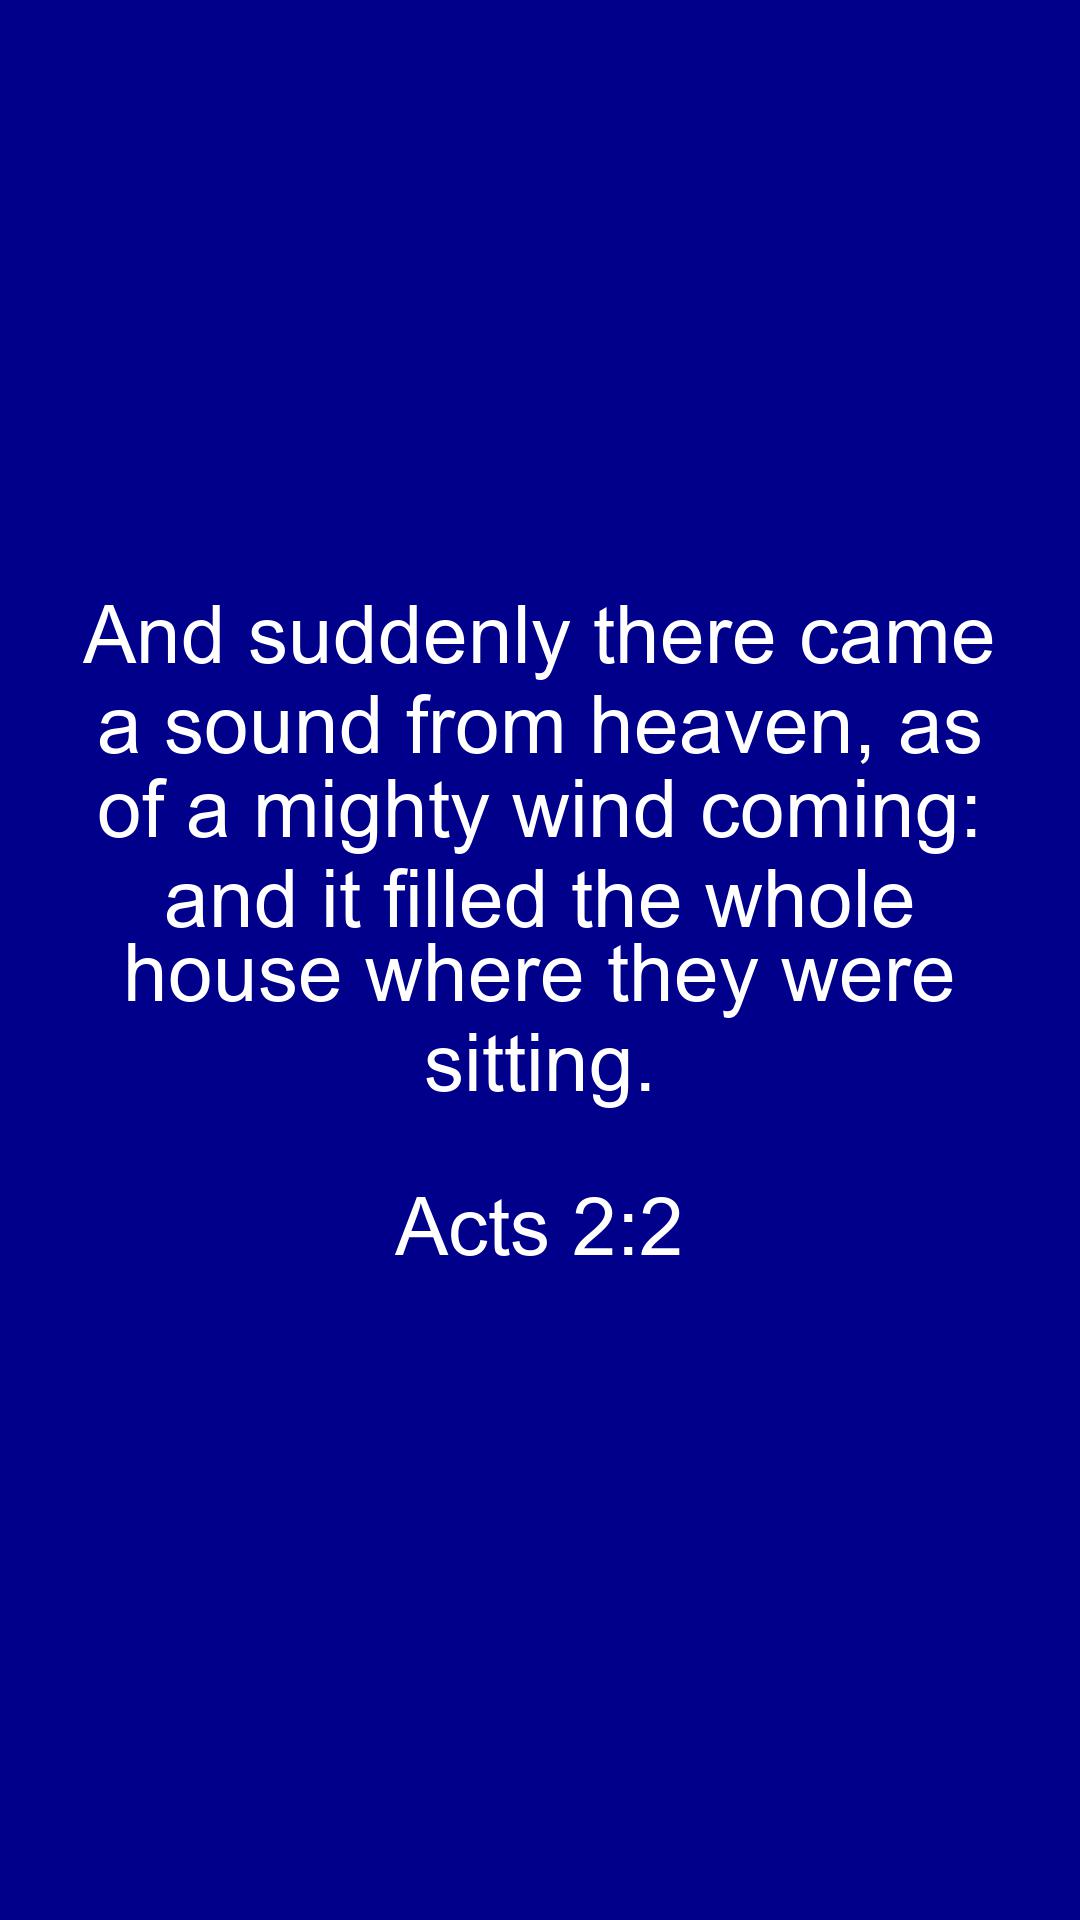 And suddenly there came
a sound from heaven, as
of a mighty wind coming:
and it filled the whole
house where they were
sitting.
Acts 2:2